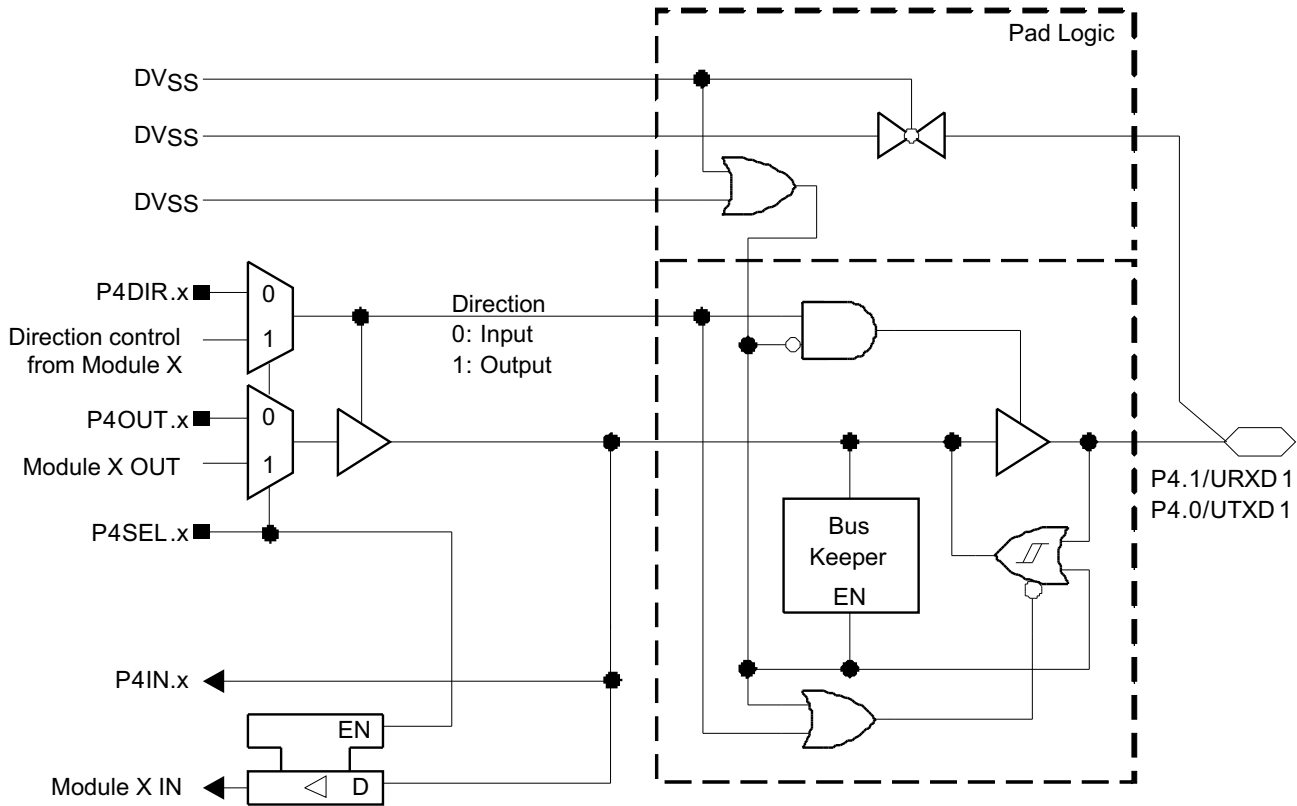 Pad Logic
DVSS
DVSS
DVSS
P4DIR.x
0
Direction control
from Module X
1
Direction
0: Input
1: Output
P4OUT.x
0
Module X OUT
1
P4SEL.x
P4.1/URXD1
P4.0/UTXD1
Bus
Keeper
EN
P4IN.x
EN
Module X IN
D